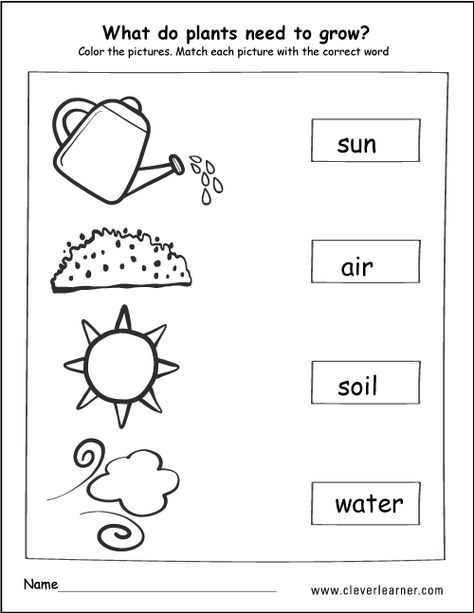 What do plants need to grow?
Color the pictures. Match each picture with the correct word
sun
air
soil
water
Name
www.cleverlearner.com